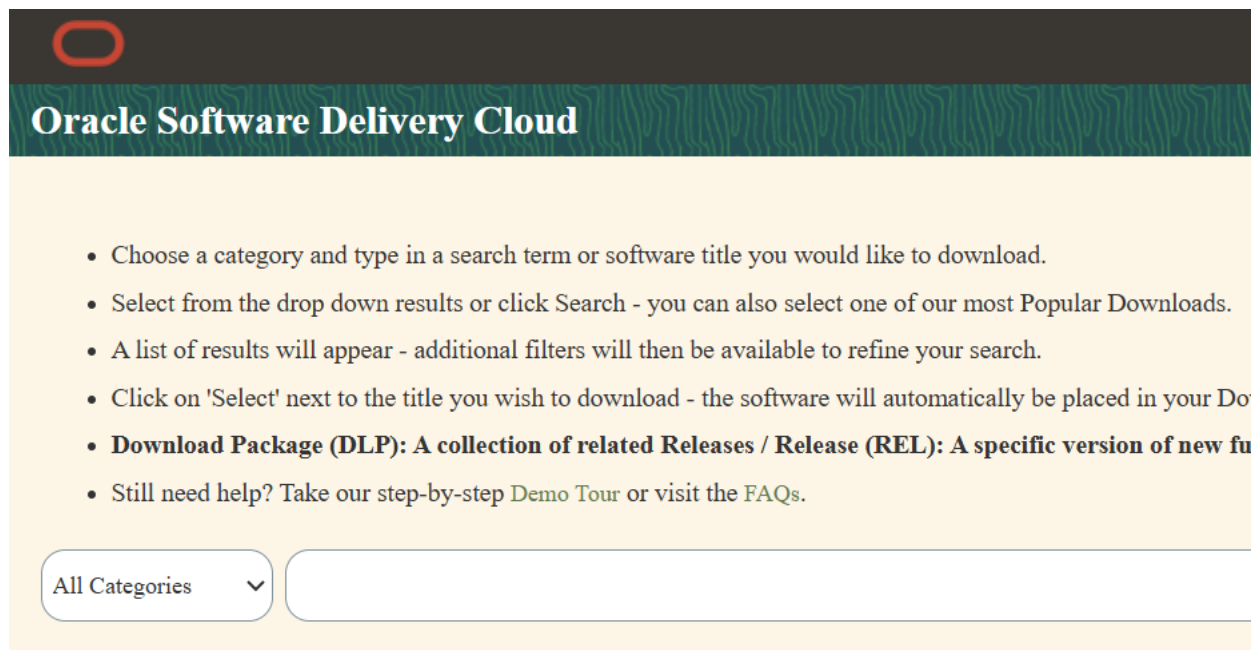 Oracle Software Delivery Cloud
Choose a category and type in a search term or software title you would like to download.
Select from the drop down results or click Search - you can also select one of our most Popular Downloads.
A list of results will appear - additional filters will then be available to refine your search.
Click on 'Select' next to the title you wish to download - the software will automatically be placed in your
Download Package (DLP): A collection of related Releases / Release (REL): A specific version of new
Still need help? Take our step-by-step Demo Tour or visit the FAQs.
All Categories